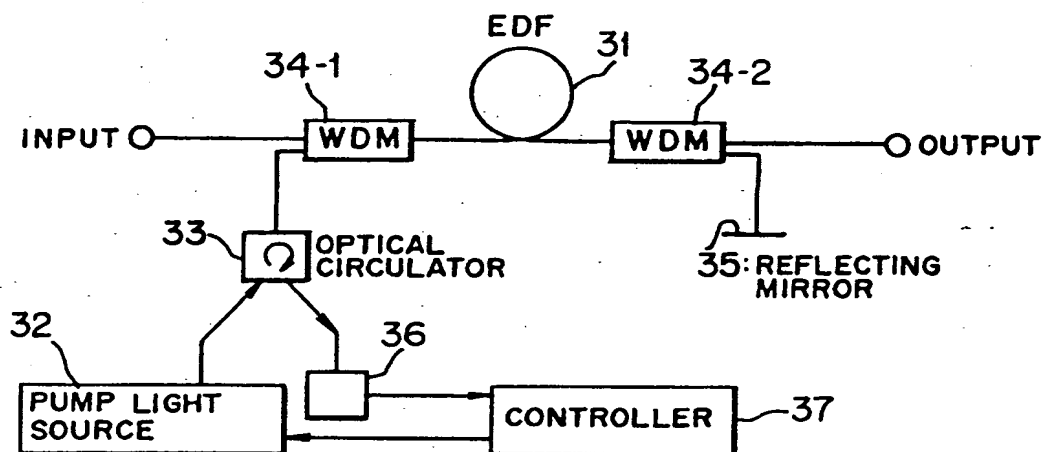 EDF
31
34-1
34-2
INPUT
WDM
WDM
OUTPUT
33
OPTICAL
CIRCULATOR
35: REFLECTING
MIRROR
32
36
PUMP LIGHT
SOURCE
CONTROLLER
37